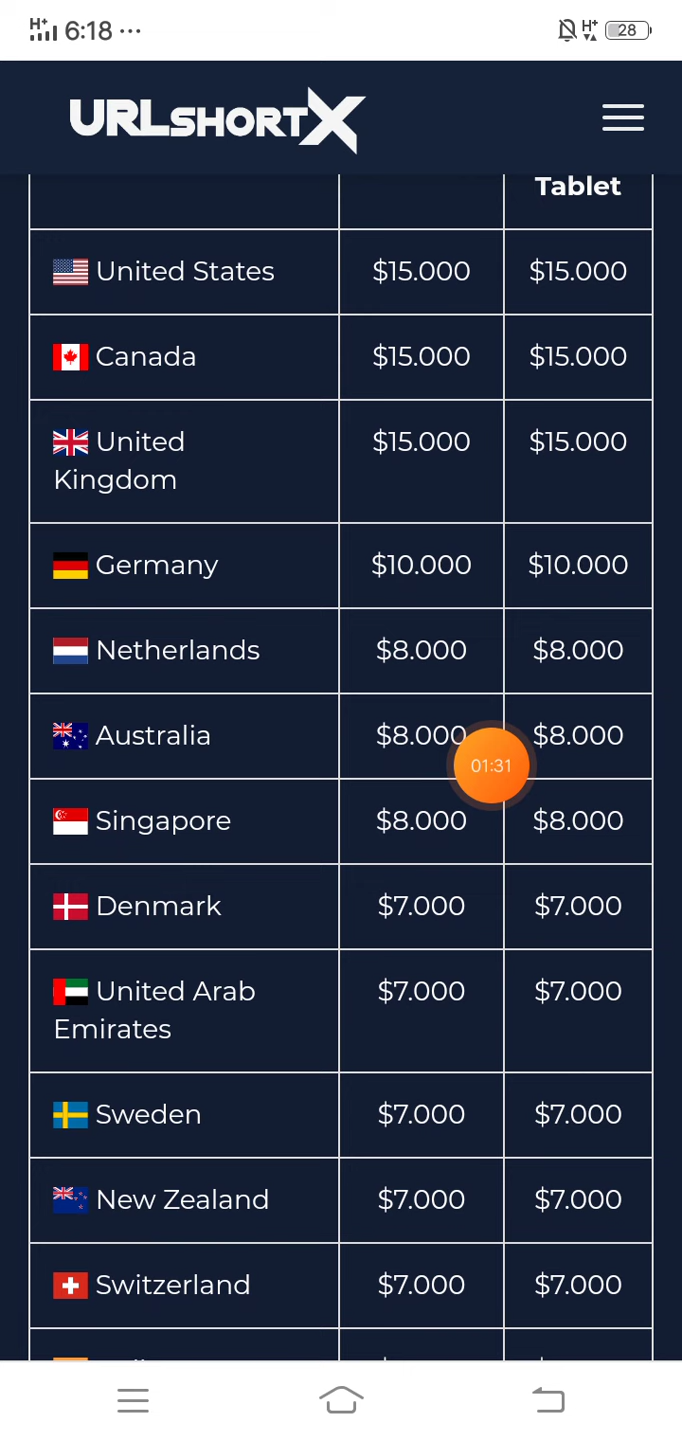 H+ 6:18 ... H+ 28
URLSHORTX
Tablet
United States $15.000 $15.000
Canada $15.000 $15.000
United $15.000 $15.000
Kingdom
Germany $10.000 $10.000
Netherlands $8.000 $8.000
Australia $8.000 $8.000
01:31
Singapore $8.000 $8.000
Denmark $7.000 $7.000
United Arab $7.000 $7.000
Emirates
Sweden $7.000 $7.000
New Zealand $7.000 $7.000
Switzerland $7.000 $7.000